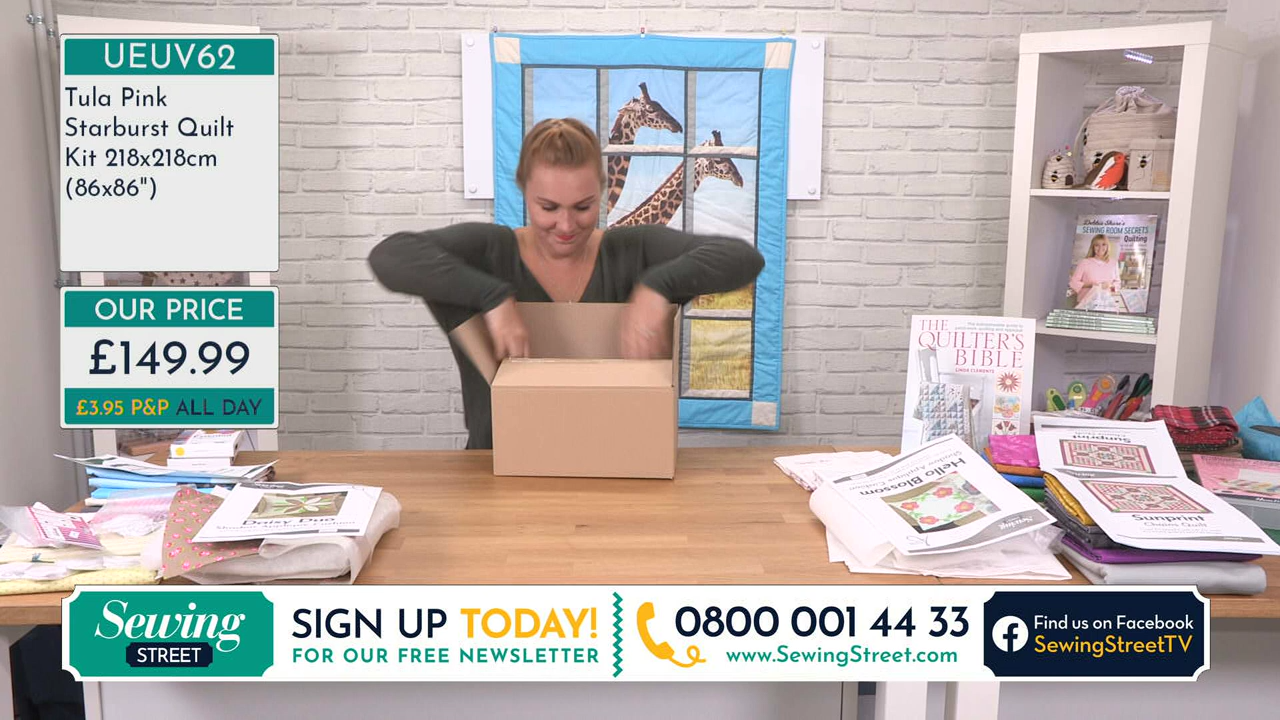 UEUV62
Tula Pink
Starburst Quilt
Kit 218x218cm
(86x86")
OUR PRICE
£149.99
£3.95 P&P ALL DAY
Debbie Shore's
SEWING ROOM SECRETS
Quilting
THE
QUILTER'S
BIBLE
LINDA CLEMENTS
Daisy Duo
Hello Blossom
Sunprint
Sunprint
Sewing
STREET
SIGN UP TODAY!
FOR OUR FREE NEWSLETTER
0800 001 44 33
www.SewingStreet.com
Find us on Facebook
SewingStreetTV